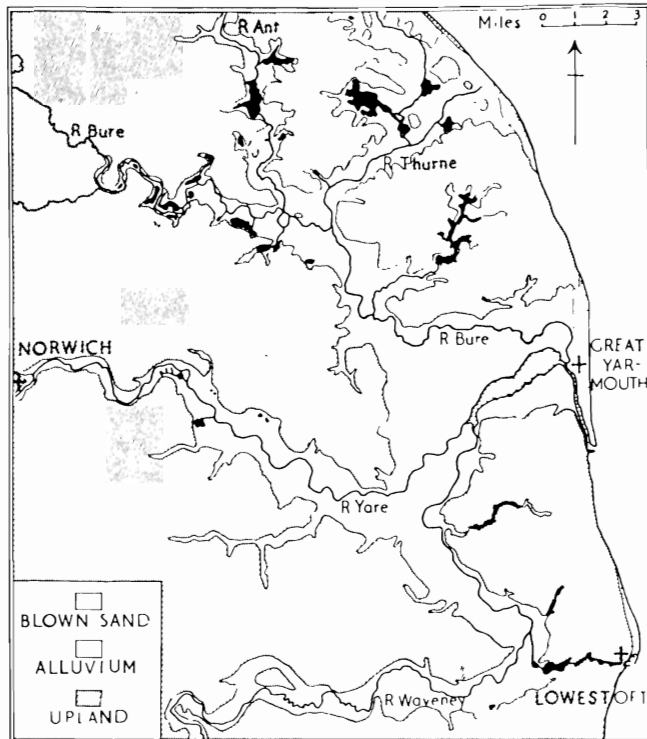 R Ant
Miles 0 1 2 3
R Bure
R Thurne
R Bure
NORWICH
GREAT
YAR-
MOUTH
R Yare
BLOWN SAND
ALLUVIUM
UPLAND
R Waveney
LOWESTOFT